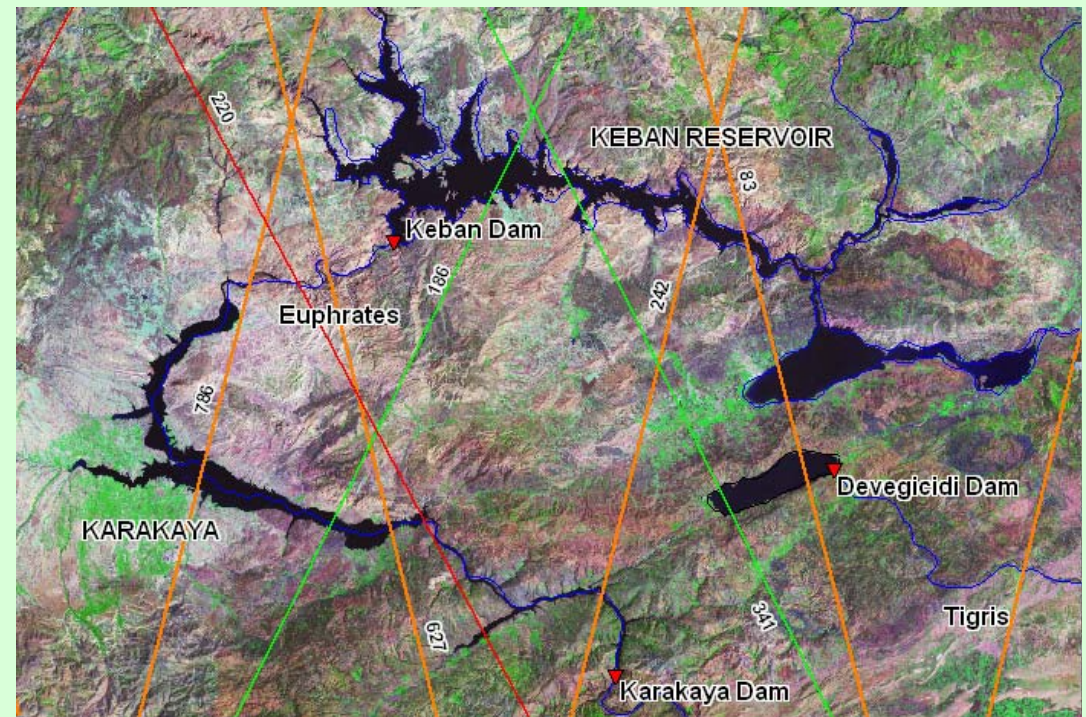 220
KEBAN RESERVOIR
83
Keban Dam
186
242
Euphrates
786
Devegicidi Dam
KARAKAYA
341
Tigris
627
Karakaya Dam